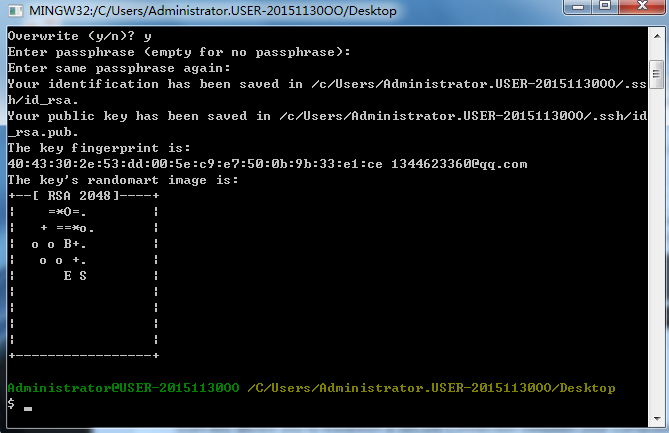 MINGW32:/C/Users/Administrator.USER-20151130OO/Desktop
Overwrite (y/n)? y
Enter passphrase (empty for no passphrase):
Enter same passphrase again:
Your identification has been saved in /c/Users/Administrator.USER-20151130OO/.ss
h/id_rsa.
Your public key has been saved in /c/Users/Administrator.USER-20151130OO/.ssh/id
_rsa.pub.
The key fingerprint is:
40:43:30:2e:53:dd:00:5e:c9:e7:50:0b:9b:33:e1:ce 1344623360@qq.com
The key's randomart image is:
+--[ RSA 2048]----+
|    =*O=.        |
|   + ==*o.       |
|  o o B+.        |
|   o o +.        |
|      E S        |
|                 |
|                 |
|                 |
|                 |
+-----------------+
Administrator@USER-20151130OO /C/Users/Administrator.USER-20151130OO/Desktop
$ _